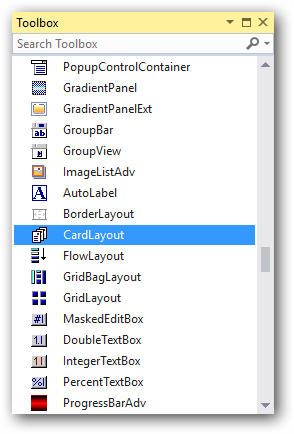 Toolbox
Search Toolbox
PopupControlContainer
GradientPanel
GradientPanelExt
GroupBar
GroupView
ImageListAdv
AutoLabel
BorderLayout
CardLayout
FlowLayout
GridBagLayout
GridLayout
MaskedEditBox
DoubleTextBox
IntegerTextBox
PercentTextBox
ProgressBarAdv